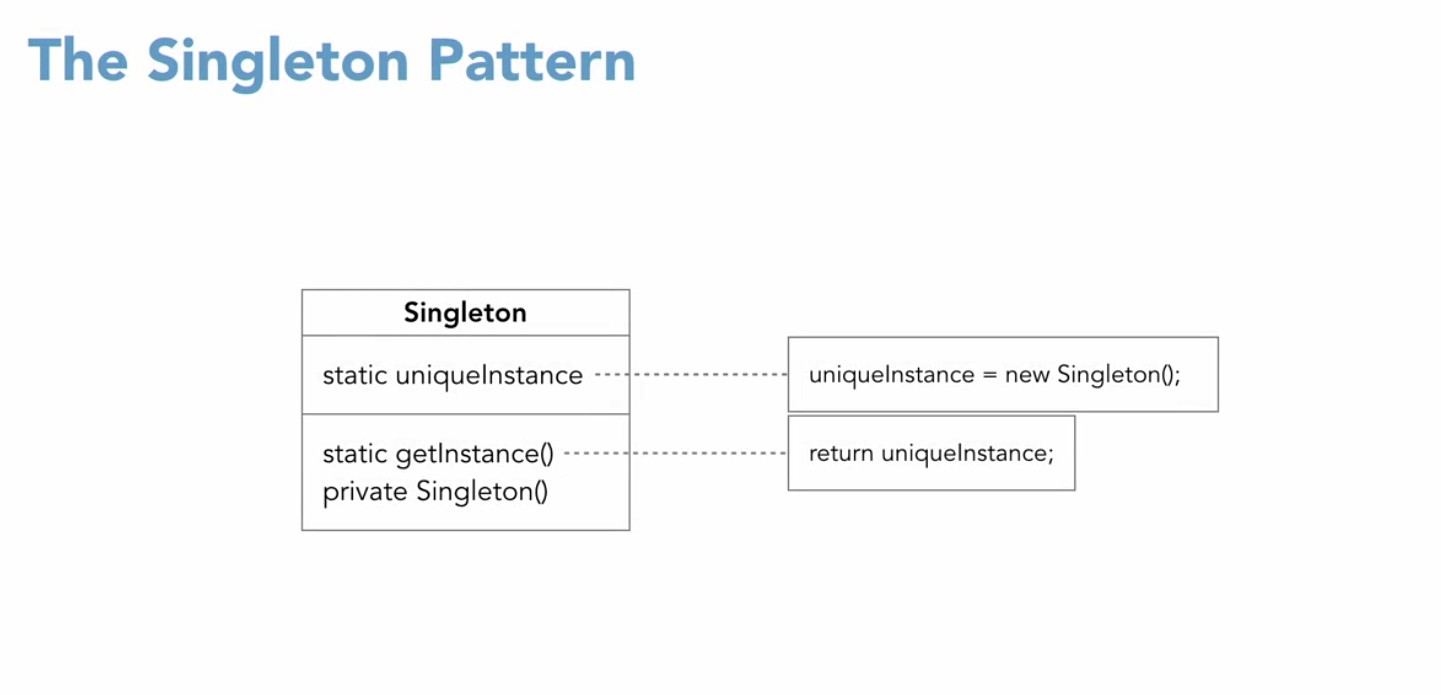 The Singleton Pattern
Singleton
static uniqueInstance
uniqueInstance = new Singleton();
static getInstance()
return uniqueInstance;
private Singleton()